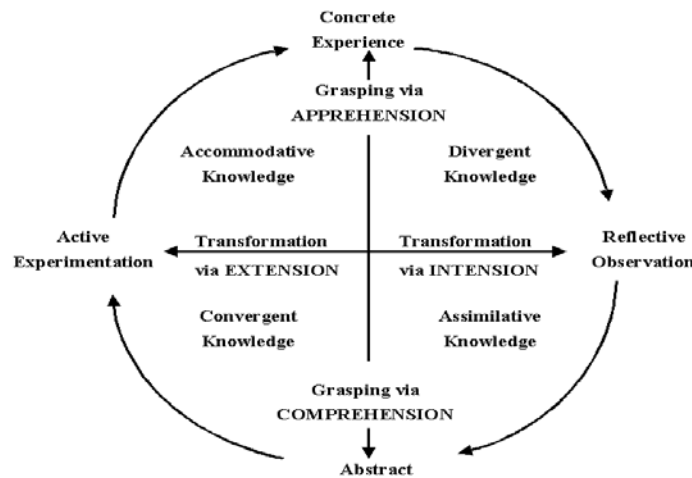 Concrete
Experience
Grasping via
APPREHENSION
Accommodative
Knowledge
Divergent
Knowledge
Active
Experimentation
Transformation
via EXTENSION
Transformation
via INTENSION
Reflective
Observation
Convergent
Knowledge
Assimilative
Knowledge
Grasping via
COMPREHENSION
Abstract